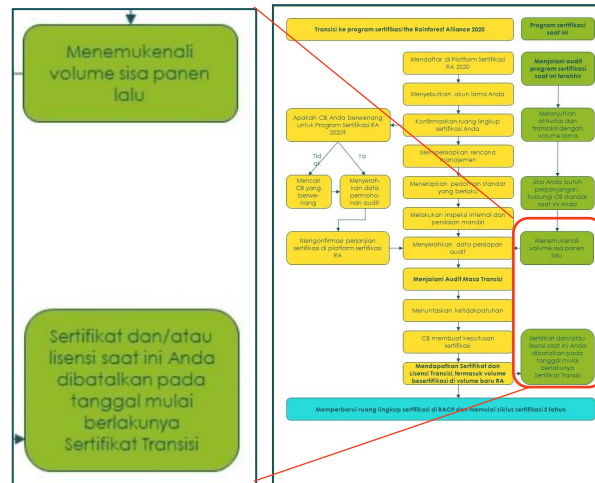 Menemukenali
volume sisa panen
lalu
Sertifikat dan/atau
lisensi saat ini Anda
dibatalkan pada
tanggal mulai
berlakunya
Sertifikat Transisi
Transisi ke program sertifikasi the Rainforest Alliance 2020
Program sertifikasi
saat ini
Mendaftar di Platform Sertifikasi
RA 2020
Menyebutkan akun lama Anda
Konfirmasikan ruang lingkup
sertifikasi Anda
Mempersiapkan rencana
manajemen
Menerapkan pedoman standar
yang berlaku
Melakukan inspeksi internal dan
penilaian mandiri
Menyerahkan data persiapan
audit
Menjalani Audit Masa Transisi
Menuntaskan ketidakpatuhan
CB membuat keputusan
sertifikasi
Mendapatkan Sertifikat dan
Lisensi Transisi, termasuk volume
bersertifikasi di volume baru RA
Apakah CB Anda berwenang
untuk Program Sertifikasi RA
2020?
Tid
ak
Ya
Mencari
CB yang
berwe-
nang
Menyerah-
kan data
permoho-
nan audit
Mengonfirmasi perjanjian
sertifikasi di platform sertifikasi
RA
Menjalani audit
program sertifikasi
saat ini terakhir
Melanjutkan
aktivitas dan
transaksi dengan
volume lama
Jika Anda butuh
perpanjangan,
hubungi CB standar
saat ini Anda
Menemukenali
volume sisa panen
lalu
Sertifikat dan/atau
lisensi saat ini Anda
dibatalkan pada
tanggal mulai
berlakunya
Sertifikat Transisi
Memperbarui ruang lingkup sertifikasi di RACP dan memulai siklus sertifikasi 3 tahun